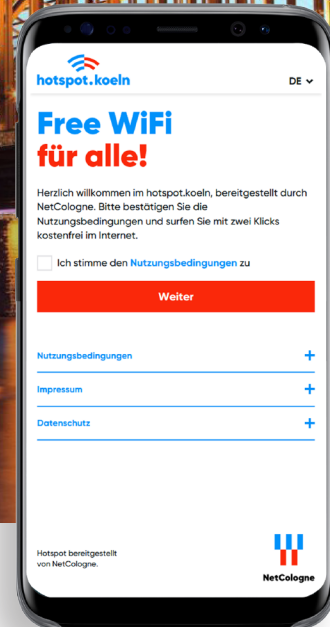 hotspot.koeln
DE
Free WiFi
für alle!
Herzlich willkommen im hotspot.koeln, bereitgestellt durch
NetCologne. Bitte bestätigen Sie die
Nutzungsbedingungen und surfen Sie mit zwei Klicks
kostenfrei im Internet.
Ich stimme den Nutzungsbedingungen zu
Weiter
Nutzungsbedingungen +
Impressum +
Datenschutz +
Hotspot bereitgestellt
von NetCologne.
NetCologne